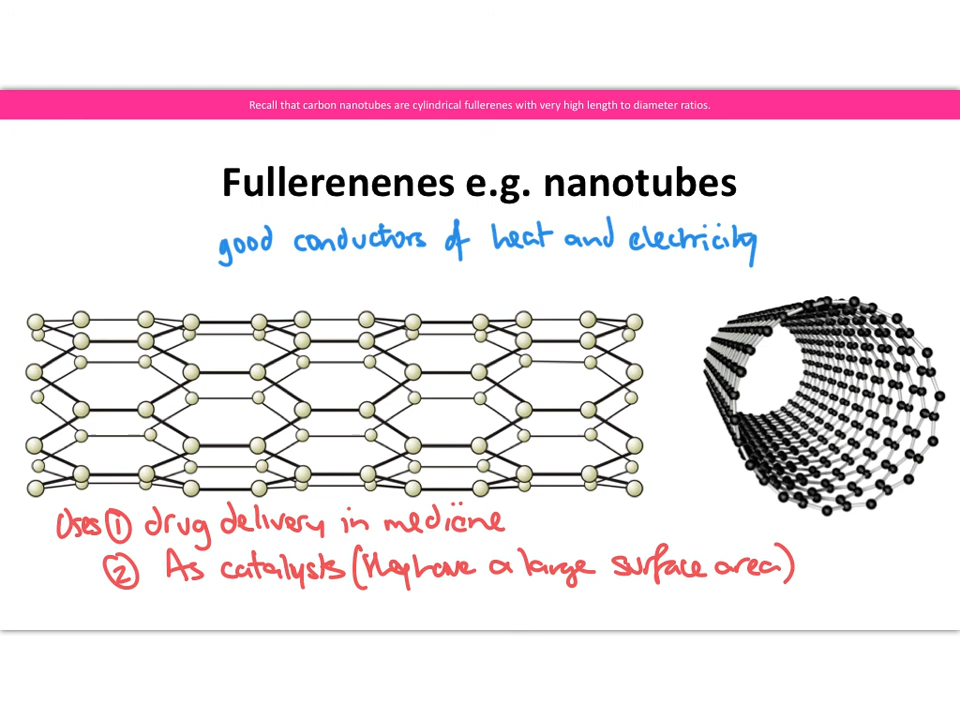 Recall that carbon nanotubes are cylindrical fullerenes with very high length to diameter ratios.
Fullerenenes e.g. nanotubes
good conductors of heat and electricity
Uses ① drug delivery in medicine
② As catalysts (they have a large surface area)